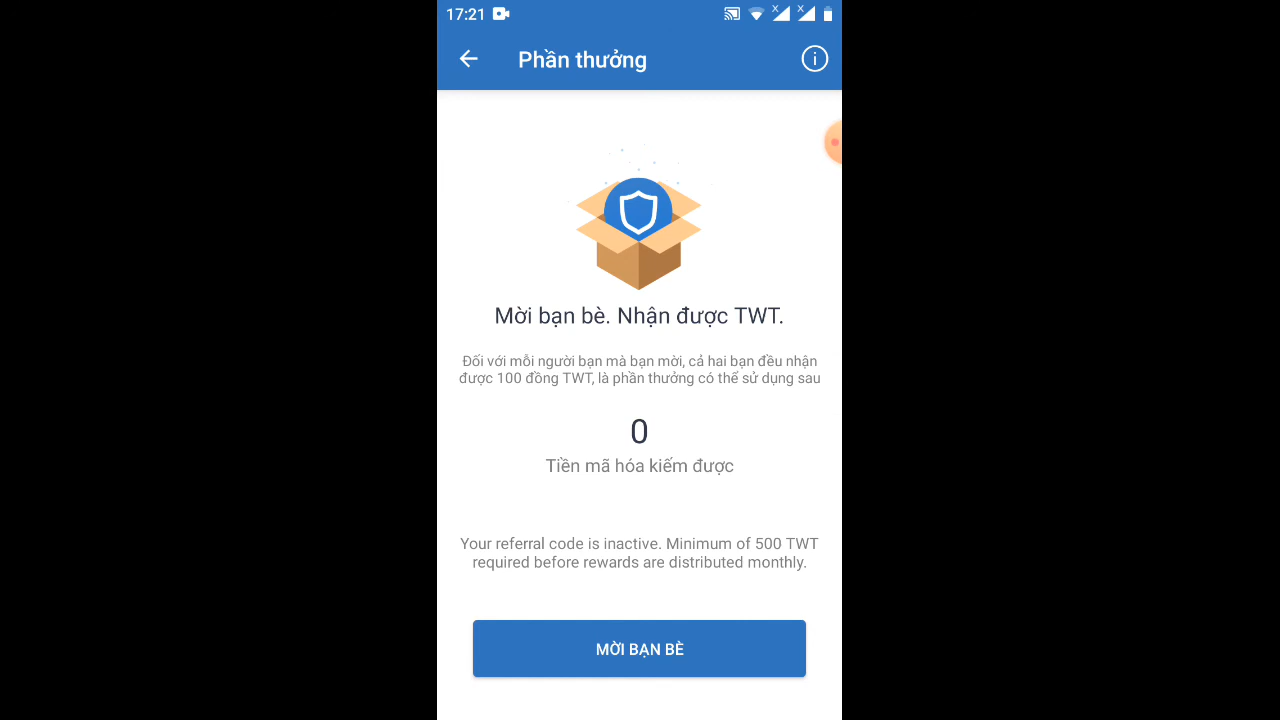 17:21
Phần thưởng
Mời bạn bè. Nhận được TWT.
Đối với mỗi người bạn mà bạn mời, cả hai bạn đều nhận
được 100 đồng TWT, là phần thưởng có thể sử dụng sau
0
Tiền mã hóa kiếm được
Your referral code is inactive. Minimum of 500 TWT
required before rewards are distributed monthly.
MỜI BẠN BÈ